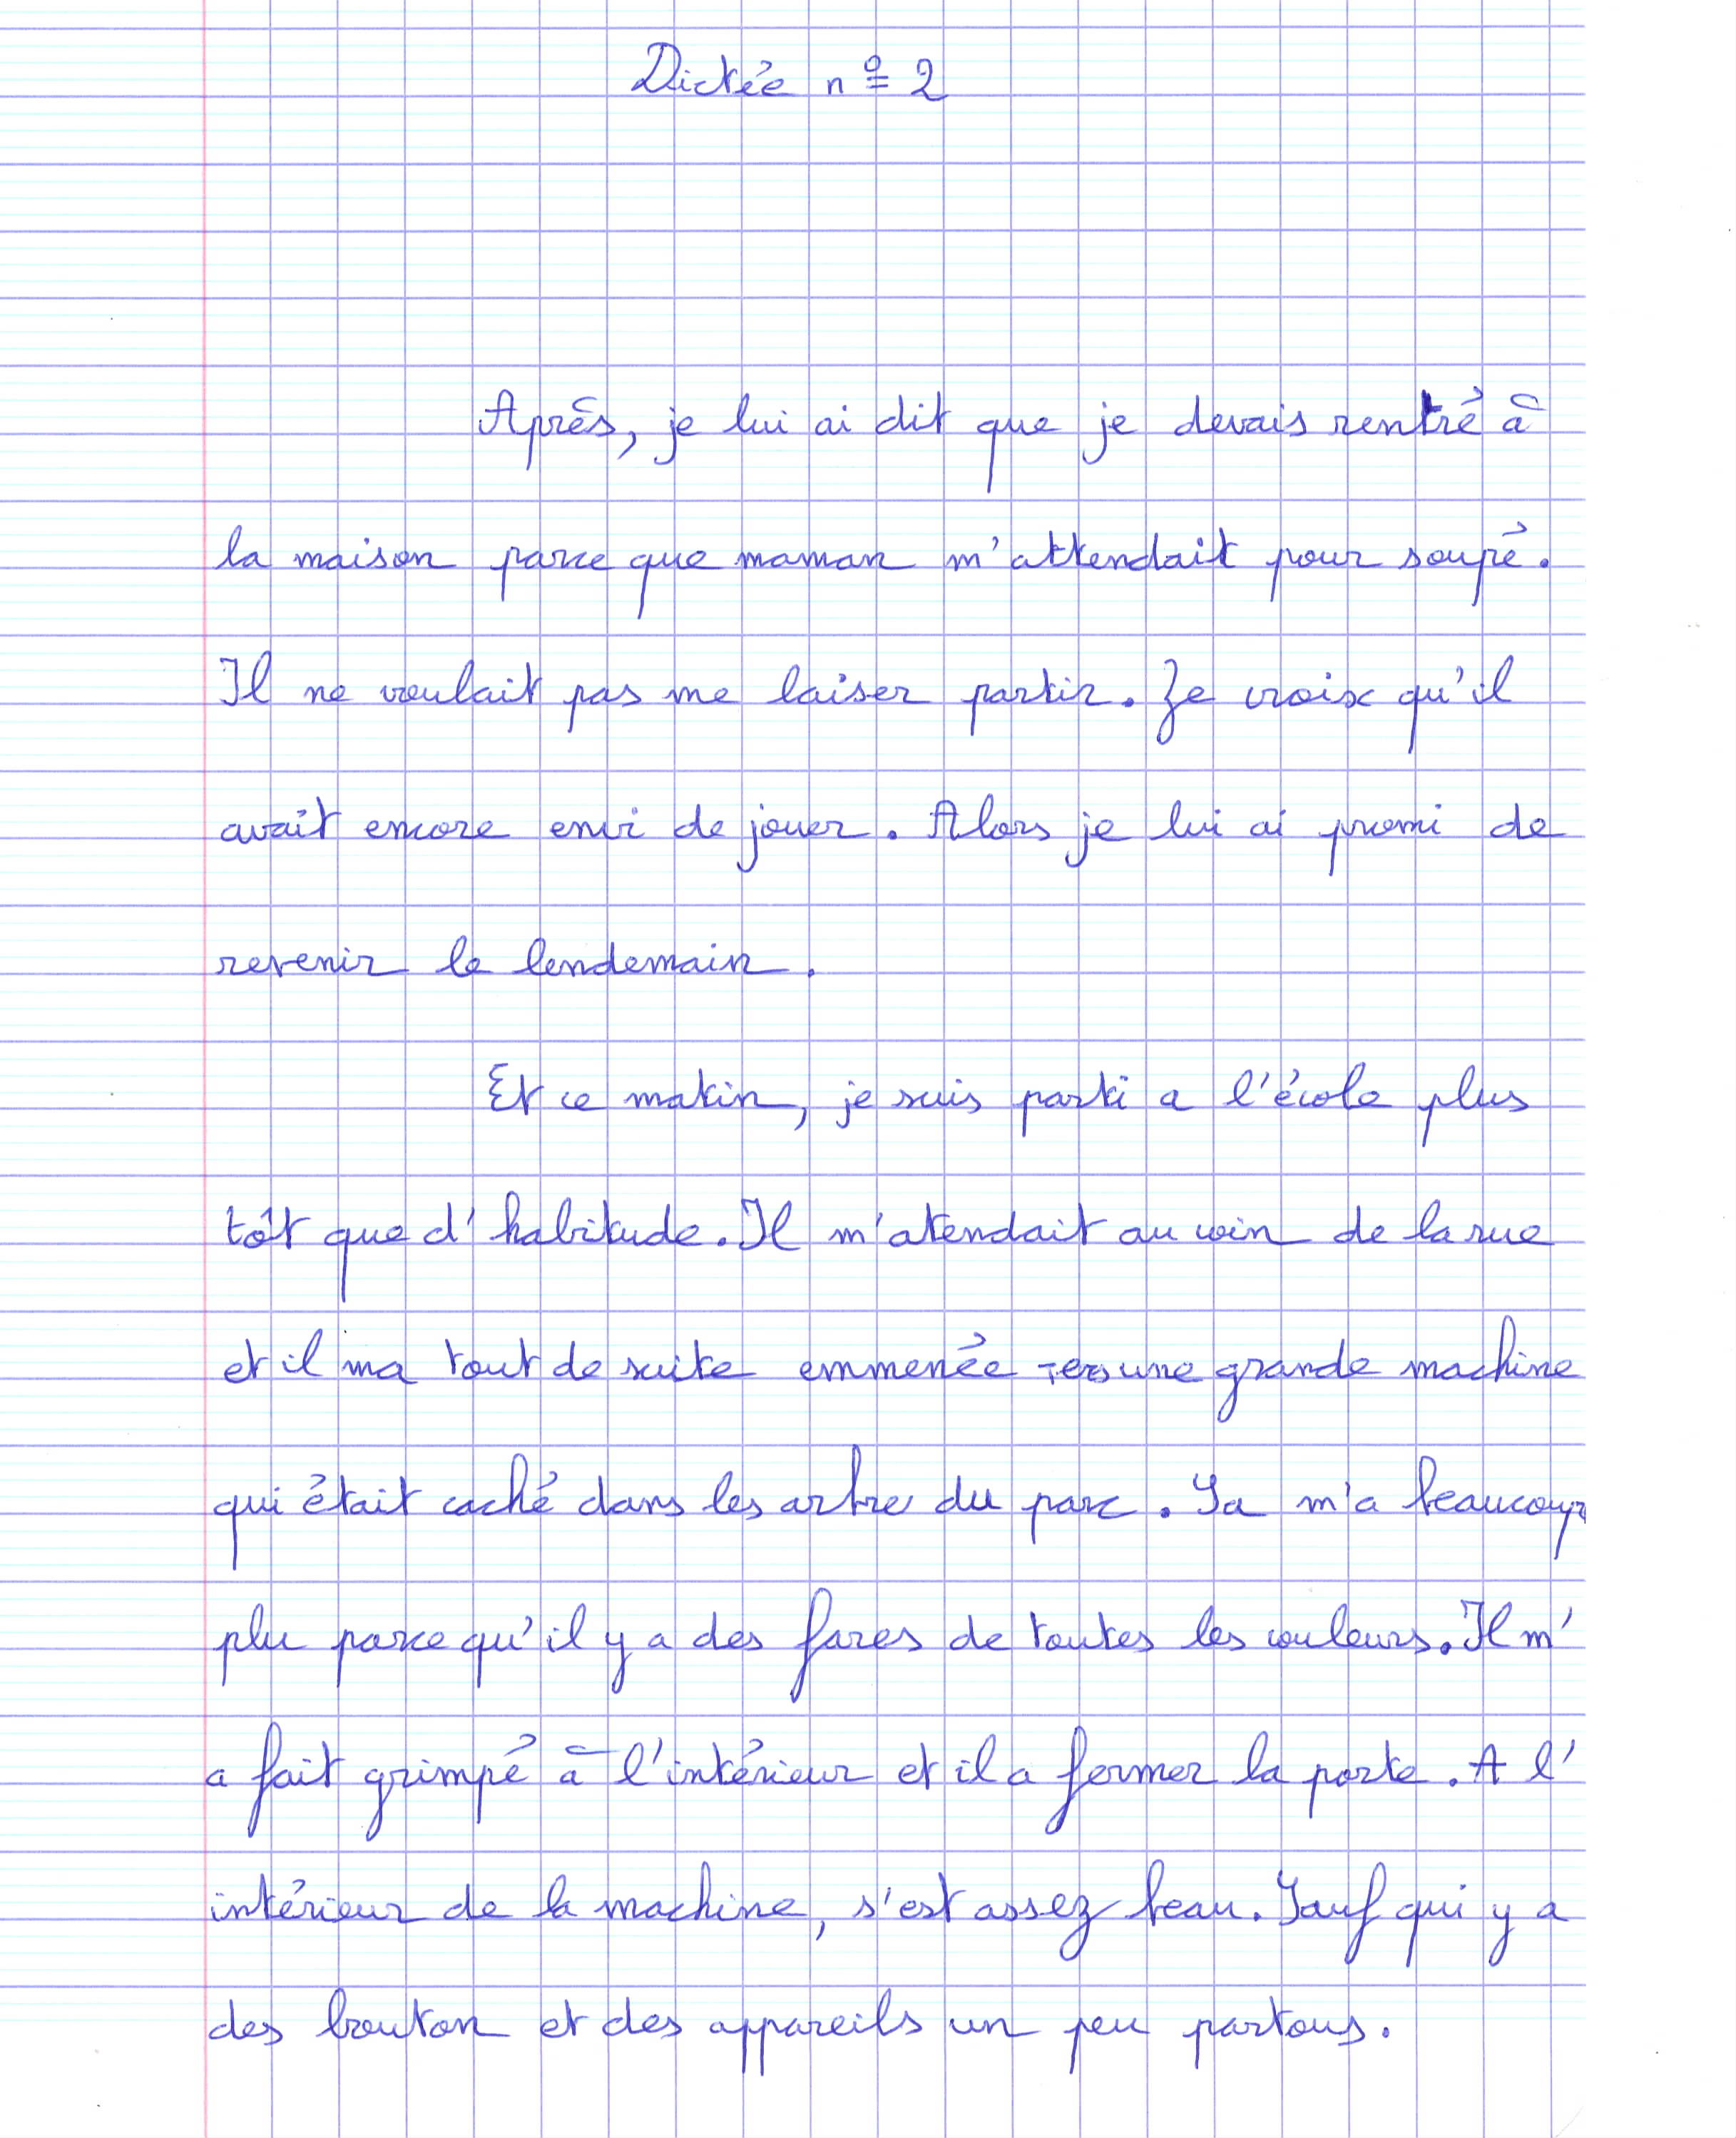 Dictée nº 2
Après, je lui ai dit que je devais rentré à
la maison parce que maman m'attendait pour soupé.
Il ne voulait pas me laiser partir. Je croix qu'il
avait encore envi de jouer. Alors je lui ai promi de
revenir le lendemain.
Et ce matin, je suis parti a l'école plus
tôt que d'habitude. Il m'atendait au coin de la rue
et il ma tout de suite emmenée vers une grande machine
qui était caché dans les arbre du parc. Sa m'a beaucoup
plu parce qu'il y a des fares de toutes les couleurs. Il m'
a fait grimpé à l'intérieur et il a fermer la porte. A l'
intérieur de la machine, s'est assez beau. Sauf qui y a
des bouton et des appareils un peu partous.